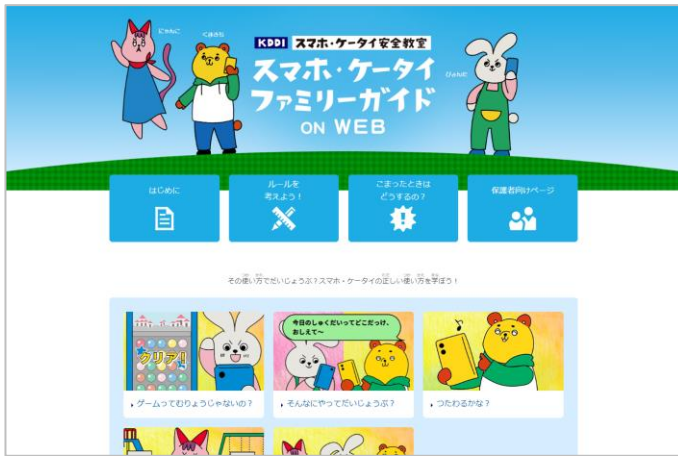 にゃんこ
くまきち
ぴょんた
KDDI スマホ・ケータイ安全教室
スマホ・ケータイ
ファミリーガイド
ON WEB
はじめに
ルールを
考えよう！
こまったときは
どうするの？
保護者向けページ
その使い方でだいじょうぶ？スマホ・ケータイの正しい使い方を学ぼう！
クリア！
今日のしゅくだいってどこだっけ、
おしえて〜
ゲームってむりょうじゃないの？
そんなにやってだいじょうぶ？
つたわるかな？